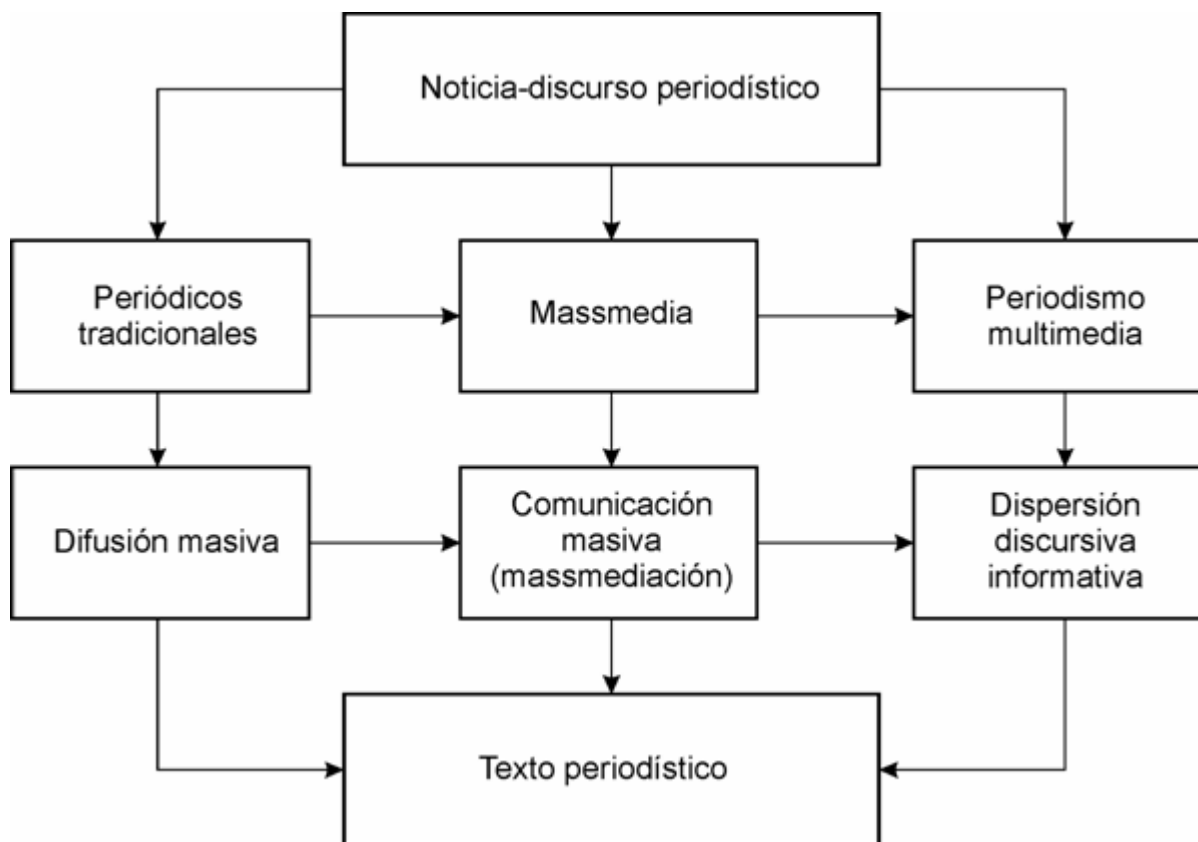 Noticia-discurso periodístico
Periódicos
tradicionales
Massmedia
Periodismo
multimedia
Difusión masiva
Comunicación
masiva
(massmediación)
Dispersión
discursiva
informativa
Texto periodístico